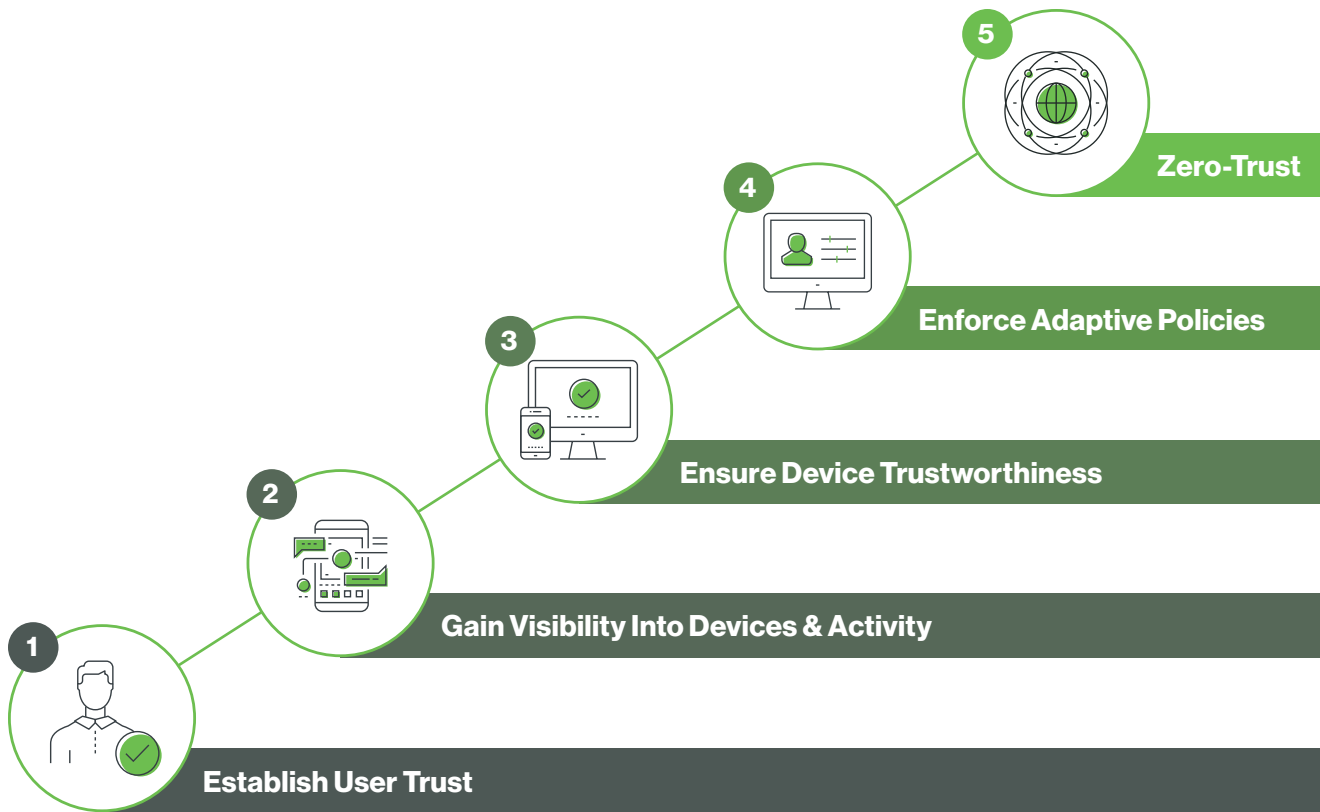 5
Zero-Trust
4
Enforce Adaptive Policies
3
Ensure Device Trustworthiness
2
Gain Visibility Into Devices & Activity
1
Establish User Trust